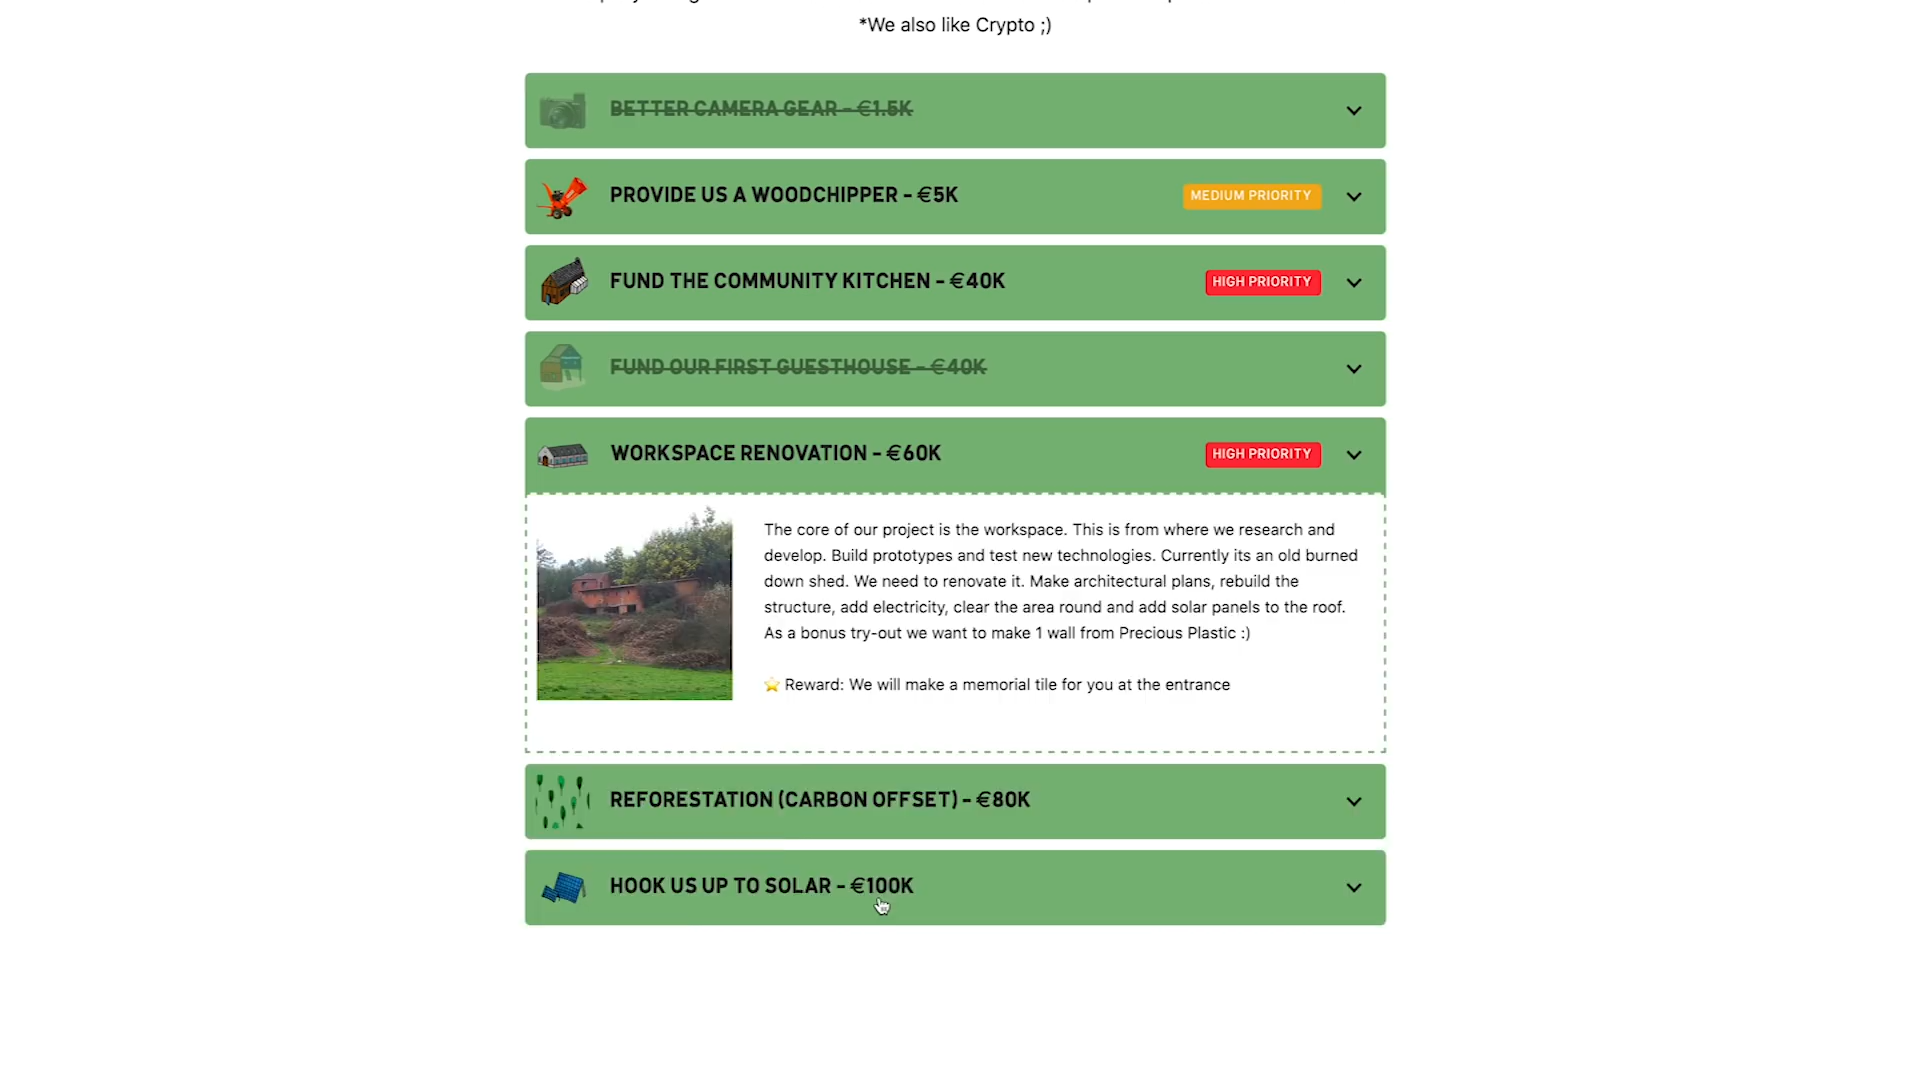 *We also like Crypto ;)
BETTER CAMERA GEAR - €1.5K
PROVIDE US A WOODCHIPPER - €5K
MEDIUM PRIORITY
FUND THE COMMUNITY KITCHEN - €40K
HIGH PRIORITY
FUND OUR FIRST GUESTHOUSE - €40K
WORKSPACE RENOVATION - €60K
HIGH PRIORITY
The core of our project is the workspace. This is from where we research and
develop. Build prototypes and test new technologies. Currently its an old burned
down shed. We need to renovate it. Make architectural plans, rebuild the
structure, add electricity, clear the area round and add solar panels to the roof.
As a bonus try-out we want to make 1 wall from Precious Plastic :)
⭐ Reward: We will make a memorial tile for you at the entrance
REFORESTATION (CARBON OFFSET) - €80K
HOOK US UP TO SOLAR - €100K